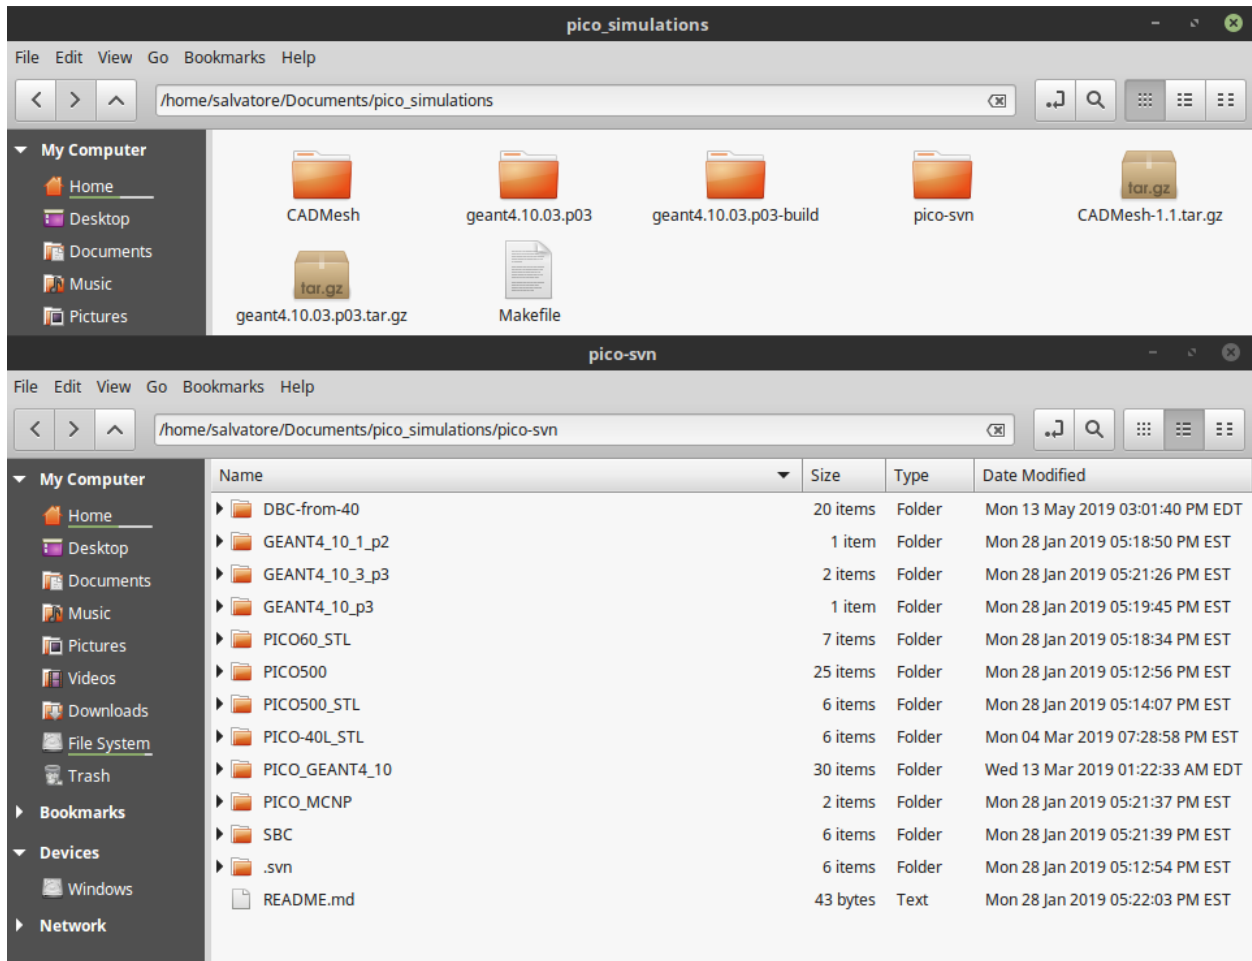 pico_simulations
File Edit View Go Bookmarks Help
/home/salvatore/Documents/pico_simulations
My Computer
Home
Desktop
Documents
Music
Pictures
CADMesh geant4.10.03.p03 geant4.10.03.p03-build pico-svn tar.gz CADMesh-1.1.tar.gz
tar.gz geant4.10.03.p03.tar.gz Makefile
pico-svn
File Edit View Go Bookmarks Help
/home/salvatore/Documents/pico_simulations/pico-svn
My Computer
Home
Desktop
Documents
Music
Pictures
Videos
Downloads
File System
Trash
Bookmarks
Devices
Windows
Network
Name Size Type Date Modified
DBC-from-40 20 items Folder Mon 13 May 2019 03:01:40 PM EDT
GEANT4_10_1_p2 1 item Folder Mon 28 Jan 2019 05:18:50 PM EST
GEANT4_10_3_p3 2 items Folder Mon 28 Jan 2019 05:21:26 PM EST
GEANT4_10_p3 1 item Folder Mon 28 Jan 2019 05:19:45 PM EST
PICO60_STL 7 items Folder Mon 28 Jan 2019 05:18:34 PM EST
PICO500 25 items Folder Mon 28 Jan 2019 05:12:56 PM EST
PICO500_STL 6 items Folder Mon 28 Jan 2019 05:14:07 PM EST
PICO-40L_STL 6 items Folder Mon 04 Mar 2019 07:28:58 PM EST
PICO_GEANT4_10 30 items Folder Wed 13 Mar 2019 01:22:33 AM EDT
PICO_MCNP 2 items Folder Mon 28 Jan 2019 05:21:37 PM EST
SBC 6 items Folder Mon 28 Jan 2019 05:21:39 PM EST
.svn 6 items Folder Mon 28 Jan 2019 05:12:54 PM EST
README.md 43 bytes Text Mon 28 Jan 2019 05:22:03 PM EST